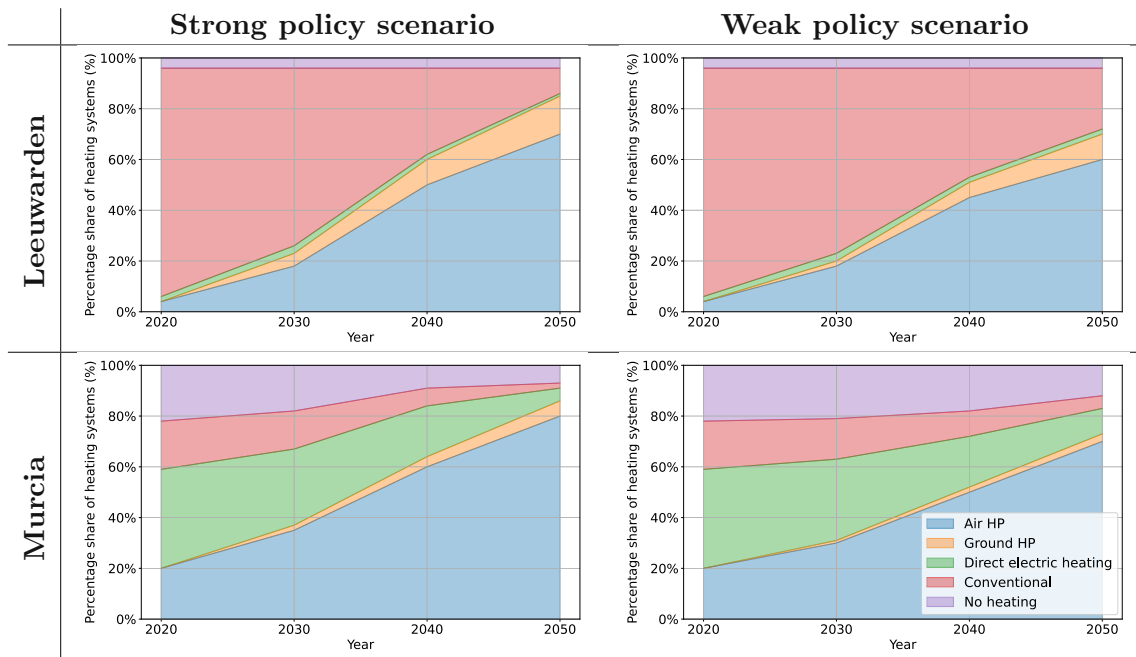 Strong policy scenario
Weak policy scenario
Leeuwarden
Percentage share of heating systems (%)
100%
80%
60%
40%
20%
0%
2020
2030
2040
2050
Year
Percentage share of heating systems (%)
100%
80%
60%
40%
20%
0%
2020
2030
2040
2050
Year
Murcia
Percentage share of heating systems (%)
100%
80%
60%
40%
20%
0%
2020
2030
2040
2050
Year
Percentage share of heating systems (%)
100%
80%
60%
40%
20%
0%
2020
2030
2040
2050
Year
Air HP
Ground HP
Direct electric heating
Conventional
No heating